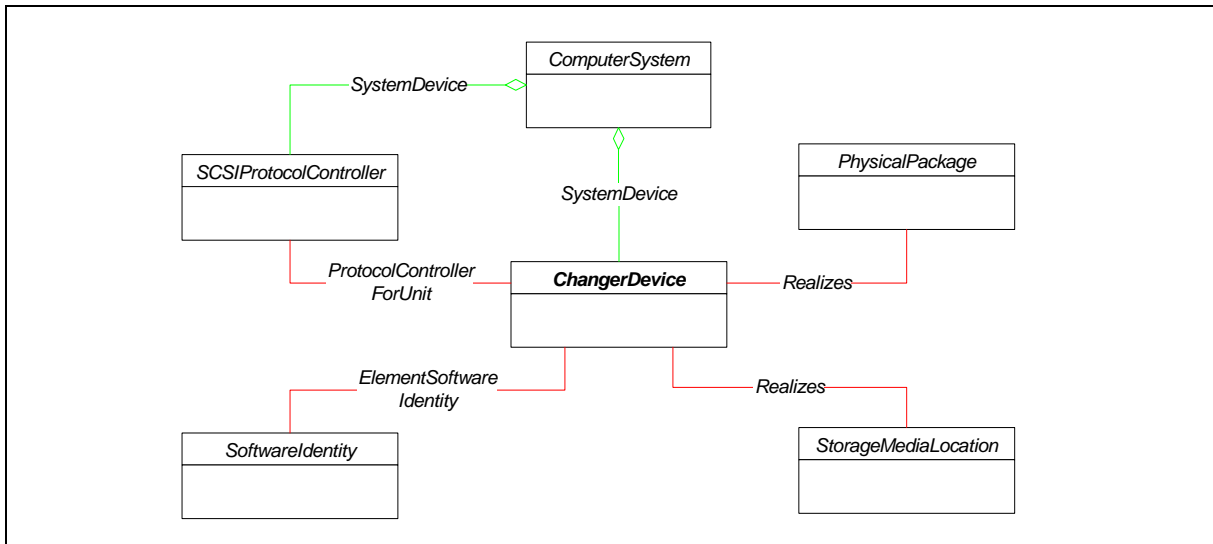 ComputerSystem
SystemDevice
SCSIProtocolController
PhysicalPackage
SystemDevice
ProtocolController
ForUnit
ChangerDevice
Realizes
ElementSoftware
Identity
Realizes
SoftwareIdentity
StorageMediaLocation